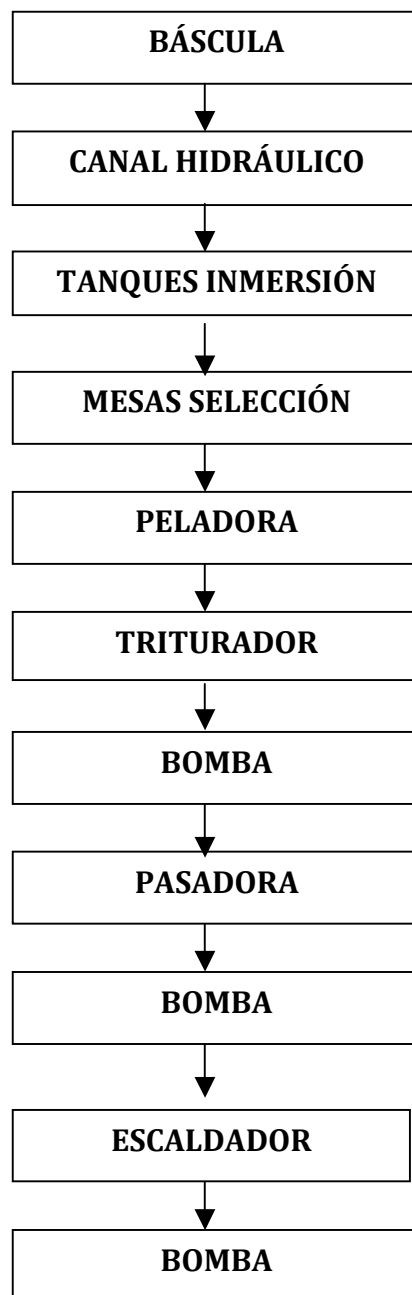 BÁSCULA
CANAL HIDRÁULICO
TANQUES INMERSIÓN
MESAS SELECCIÓN
PELADORA
TRITURADOR
BOMBA
PASADORA
BOMBA
ESCALDADOR
BOMBA